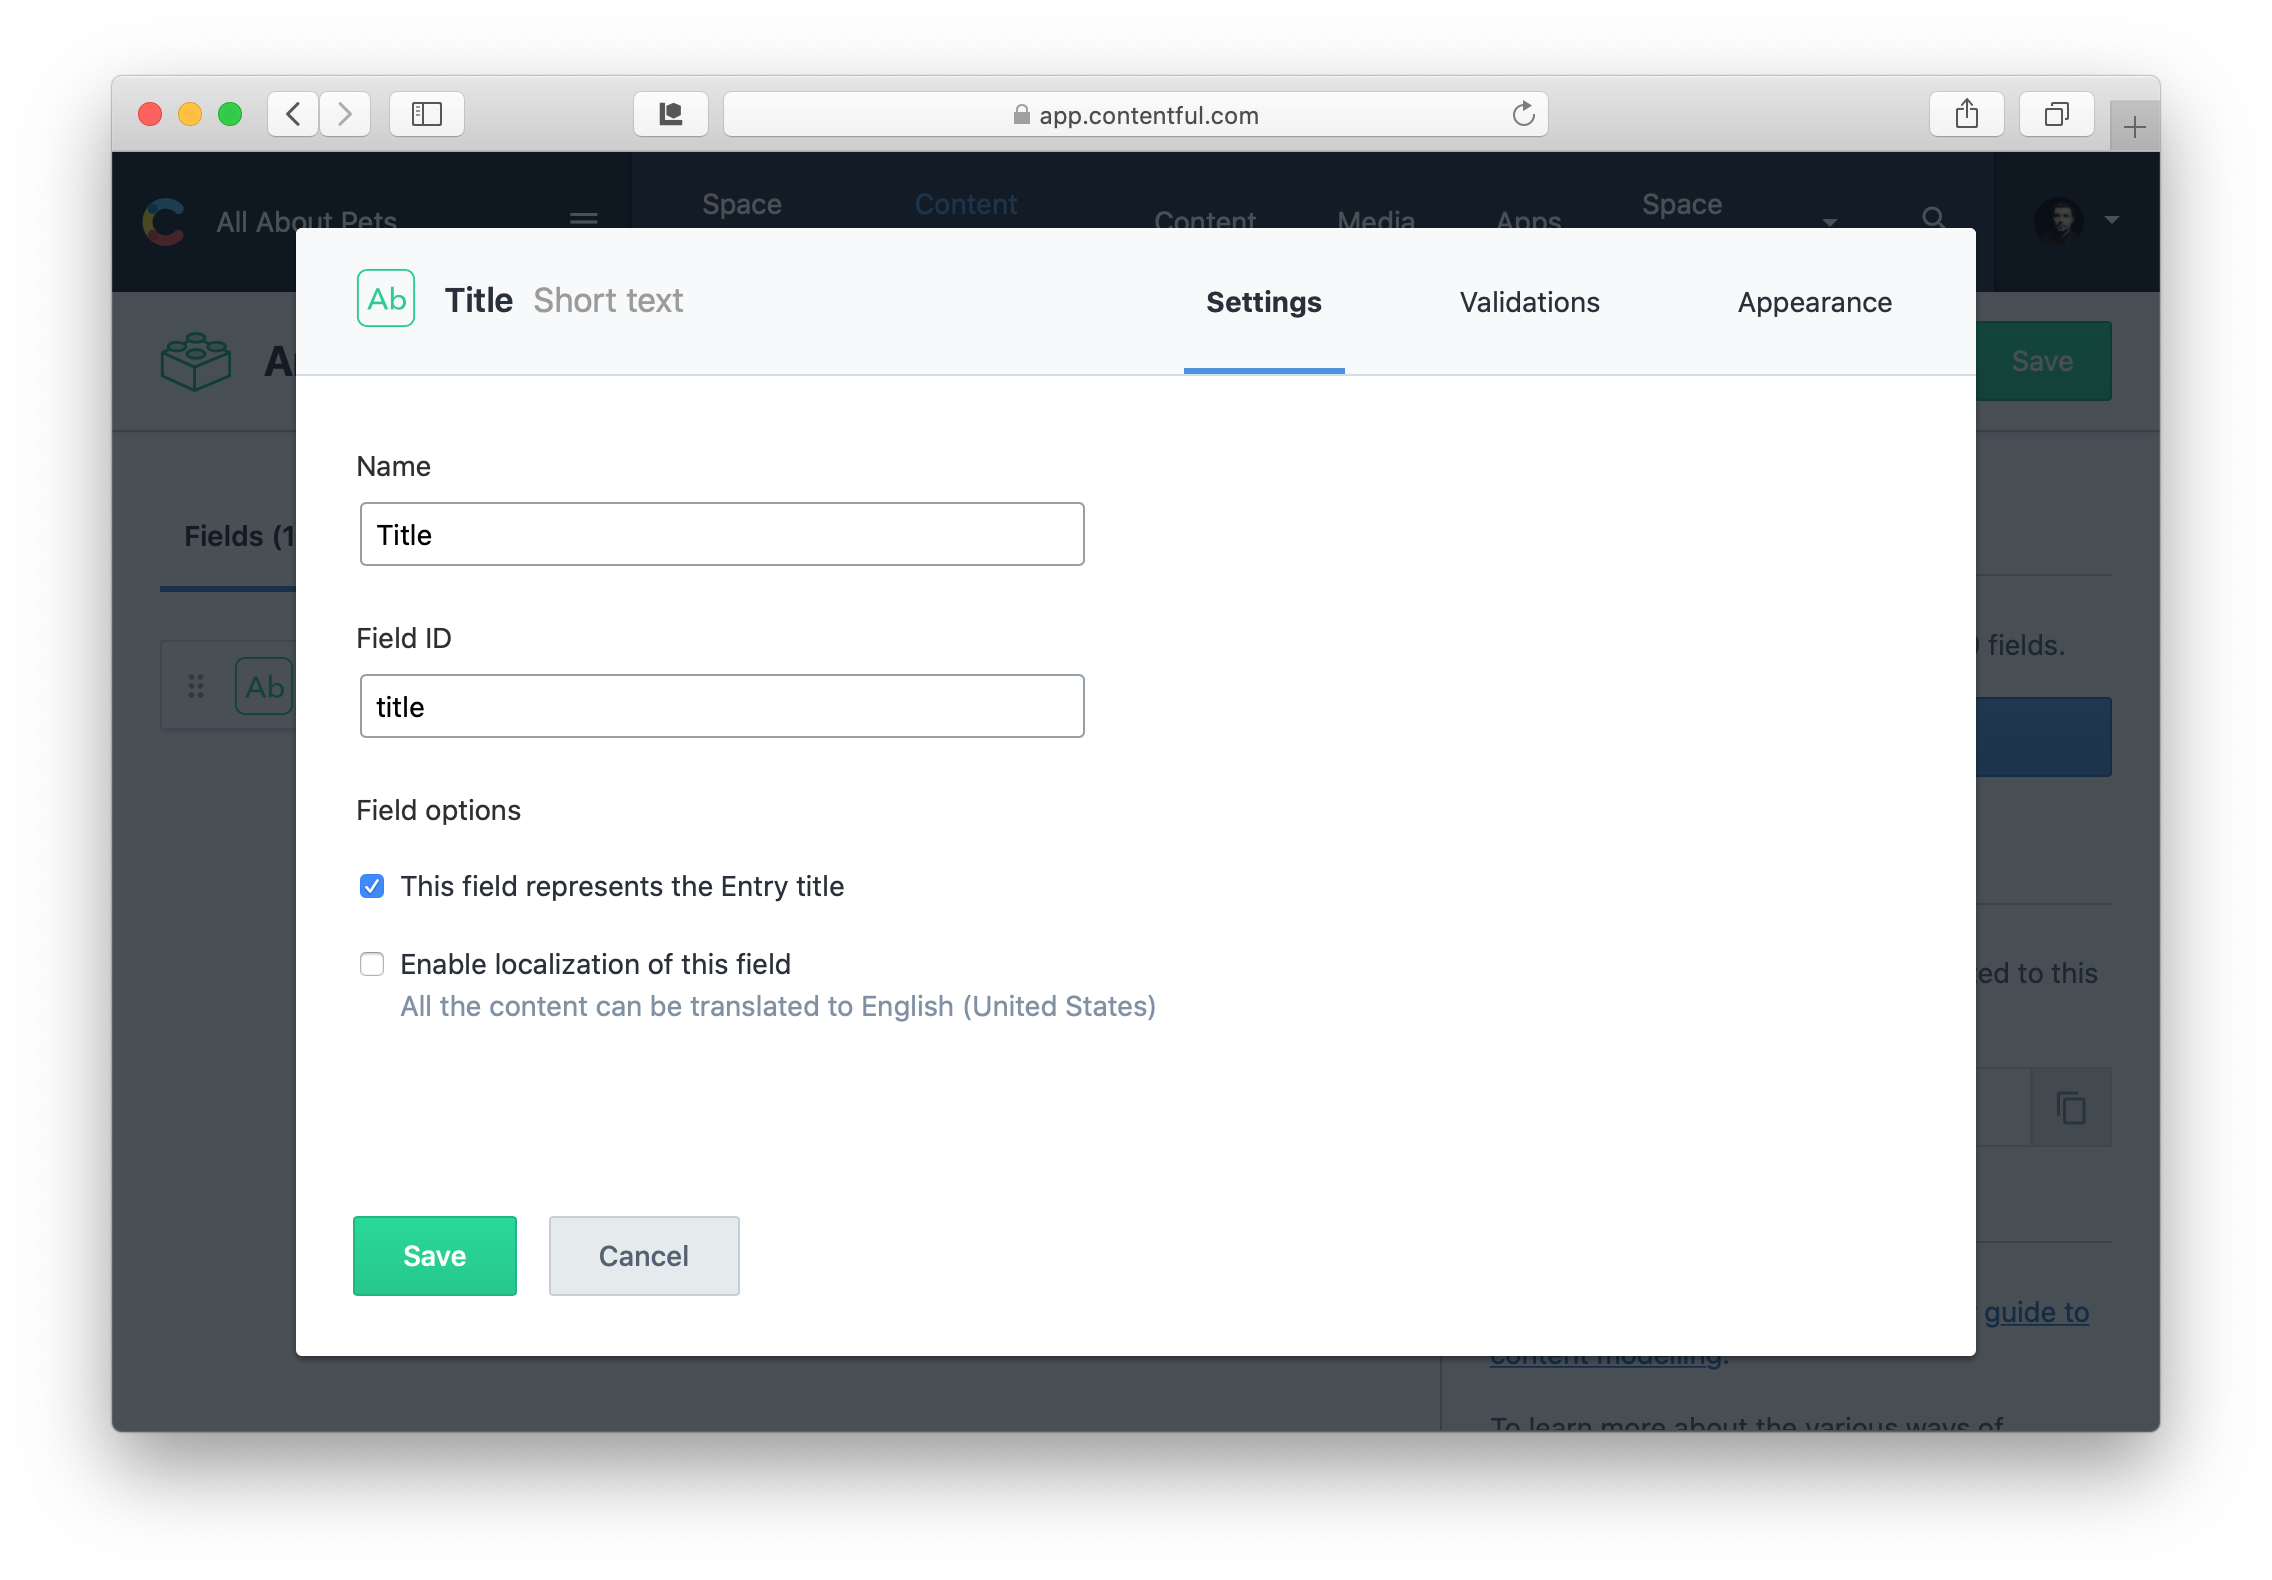 app.contentful.com
All About Pets
Space
Content
Content
Media
Apps
Space
Ab
Title Short text
Settings
Validations
Appearance
Save
Name
Title
Fields (1
Field ID
title
Ab
fields.
Field options
This field represents the Entry title
Enable localization of this field
All the content can be translated to English (United States)
ed to this
Save
Cancel
guide to
content modelling.
To learn more about the various ways of